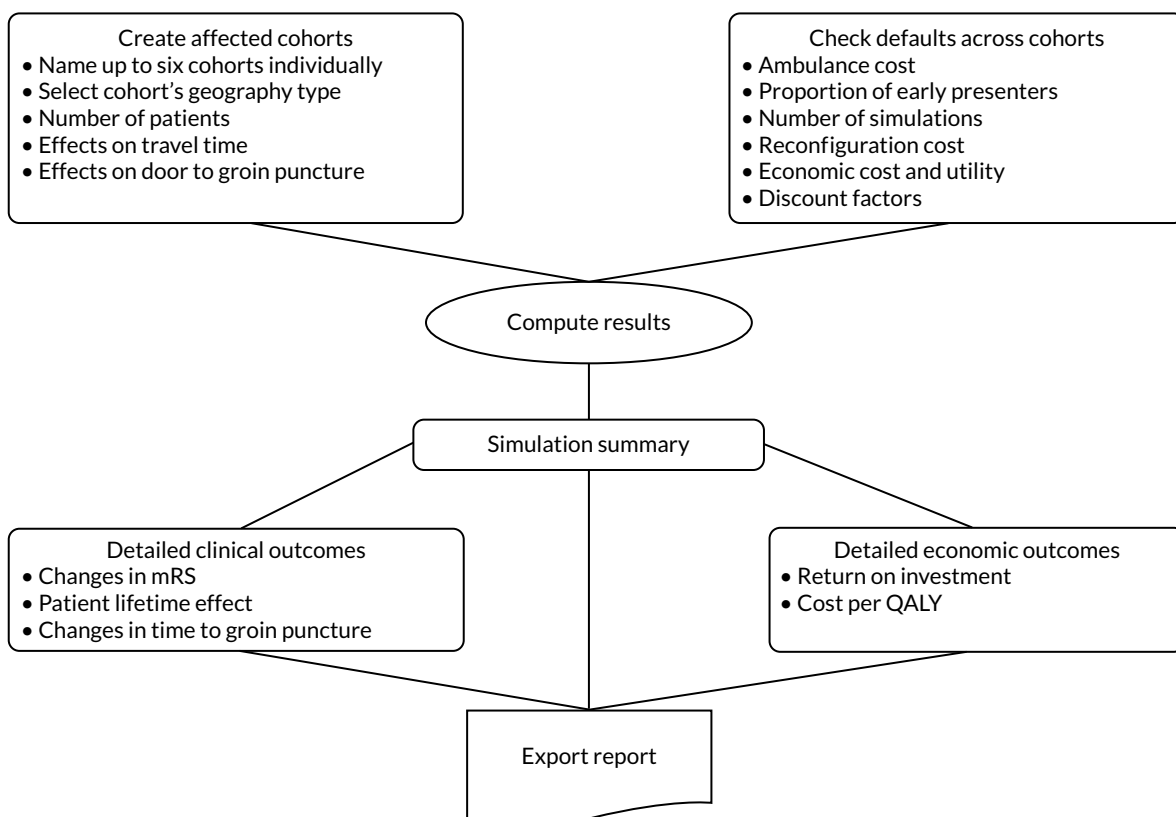 Create affected cohorts
• Name up to six cohorts individually
• Select cohort's geography type
• Number of patients
• Effects on travel time
• Effects on door to groin puncture
Check defaults across cohorts
• Ambulance cost
• Proportion of early presenters
• Number of simulations
• Reconfiguration cost
• Economic cost and utility
• Discount factors
Compute results
Simulation summary
Detailed clinical outcomes
• Changes in mRS
• Patient lifetime effect
• Changes in time to groin puncture
Detailed economic outcomes
• Return on investment
• Cost per QALY
Export report